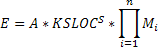 E = A * KSLOC^S * ∏_{i=1}^{n} M_i